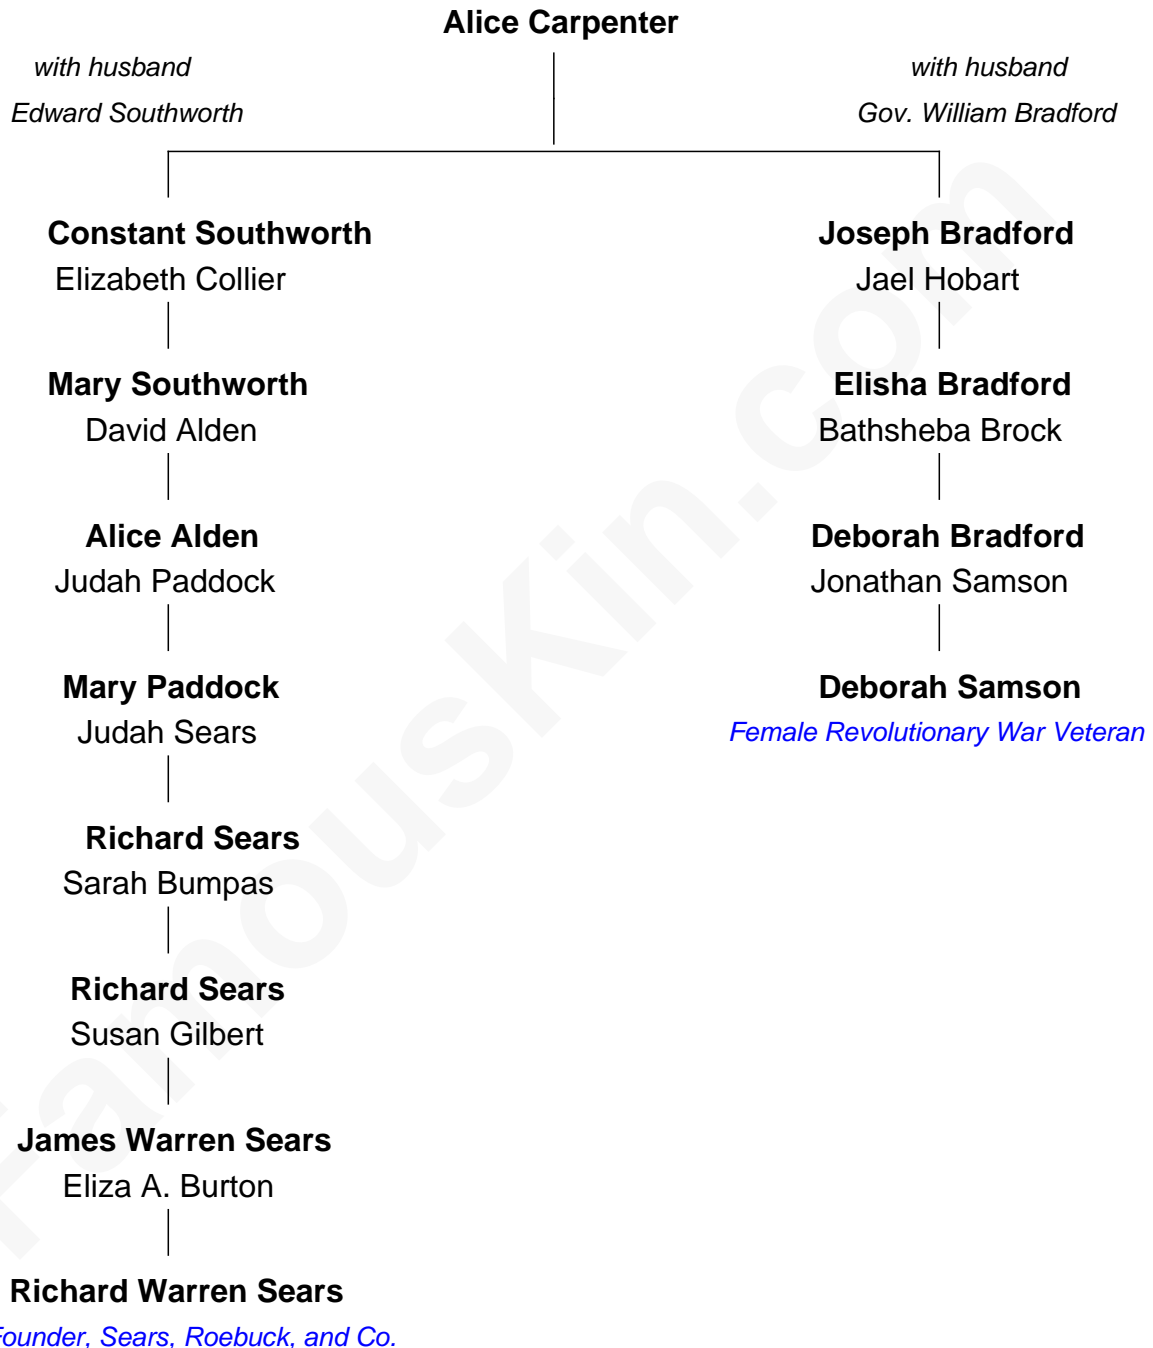 Alice Carpenter
with husband
Edward Southworth
with husband
Gov. William Bradford
Constant Southworth
Elizabeth Collier
Joseph Bradford
Jael Hobart
Mary Southworth
David Alden
Elisha Bradford
Bathsheba Brock
Alice Alden
Judah Paddock
Deborah Bradford
Jonathan Samson
Mary Paddock
Judah Sears
Deborah Samson
Female Revolutionary War Veteran
Richard Sears
Sarah Bumpas
Richard Sears
Susan Gilbert
James Warren Sears
Eliza A. Burton
Richard Warren Sears
Founder, Sears, Roebuck, and Co.
FamousKin.com